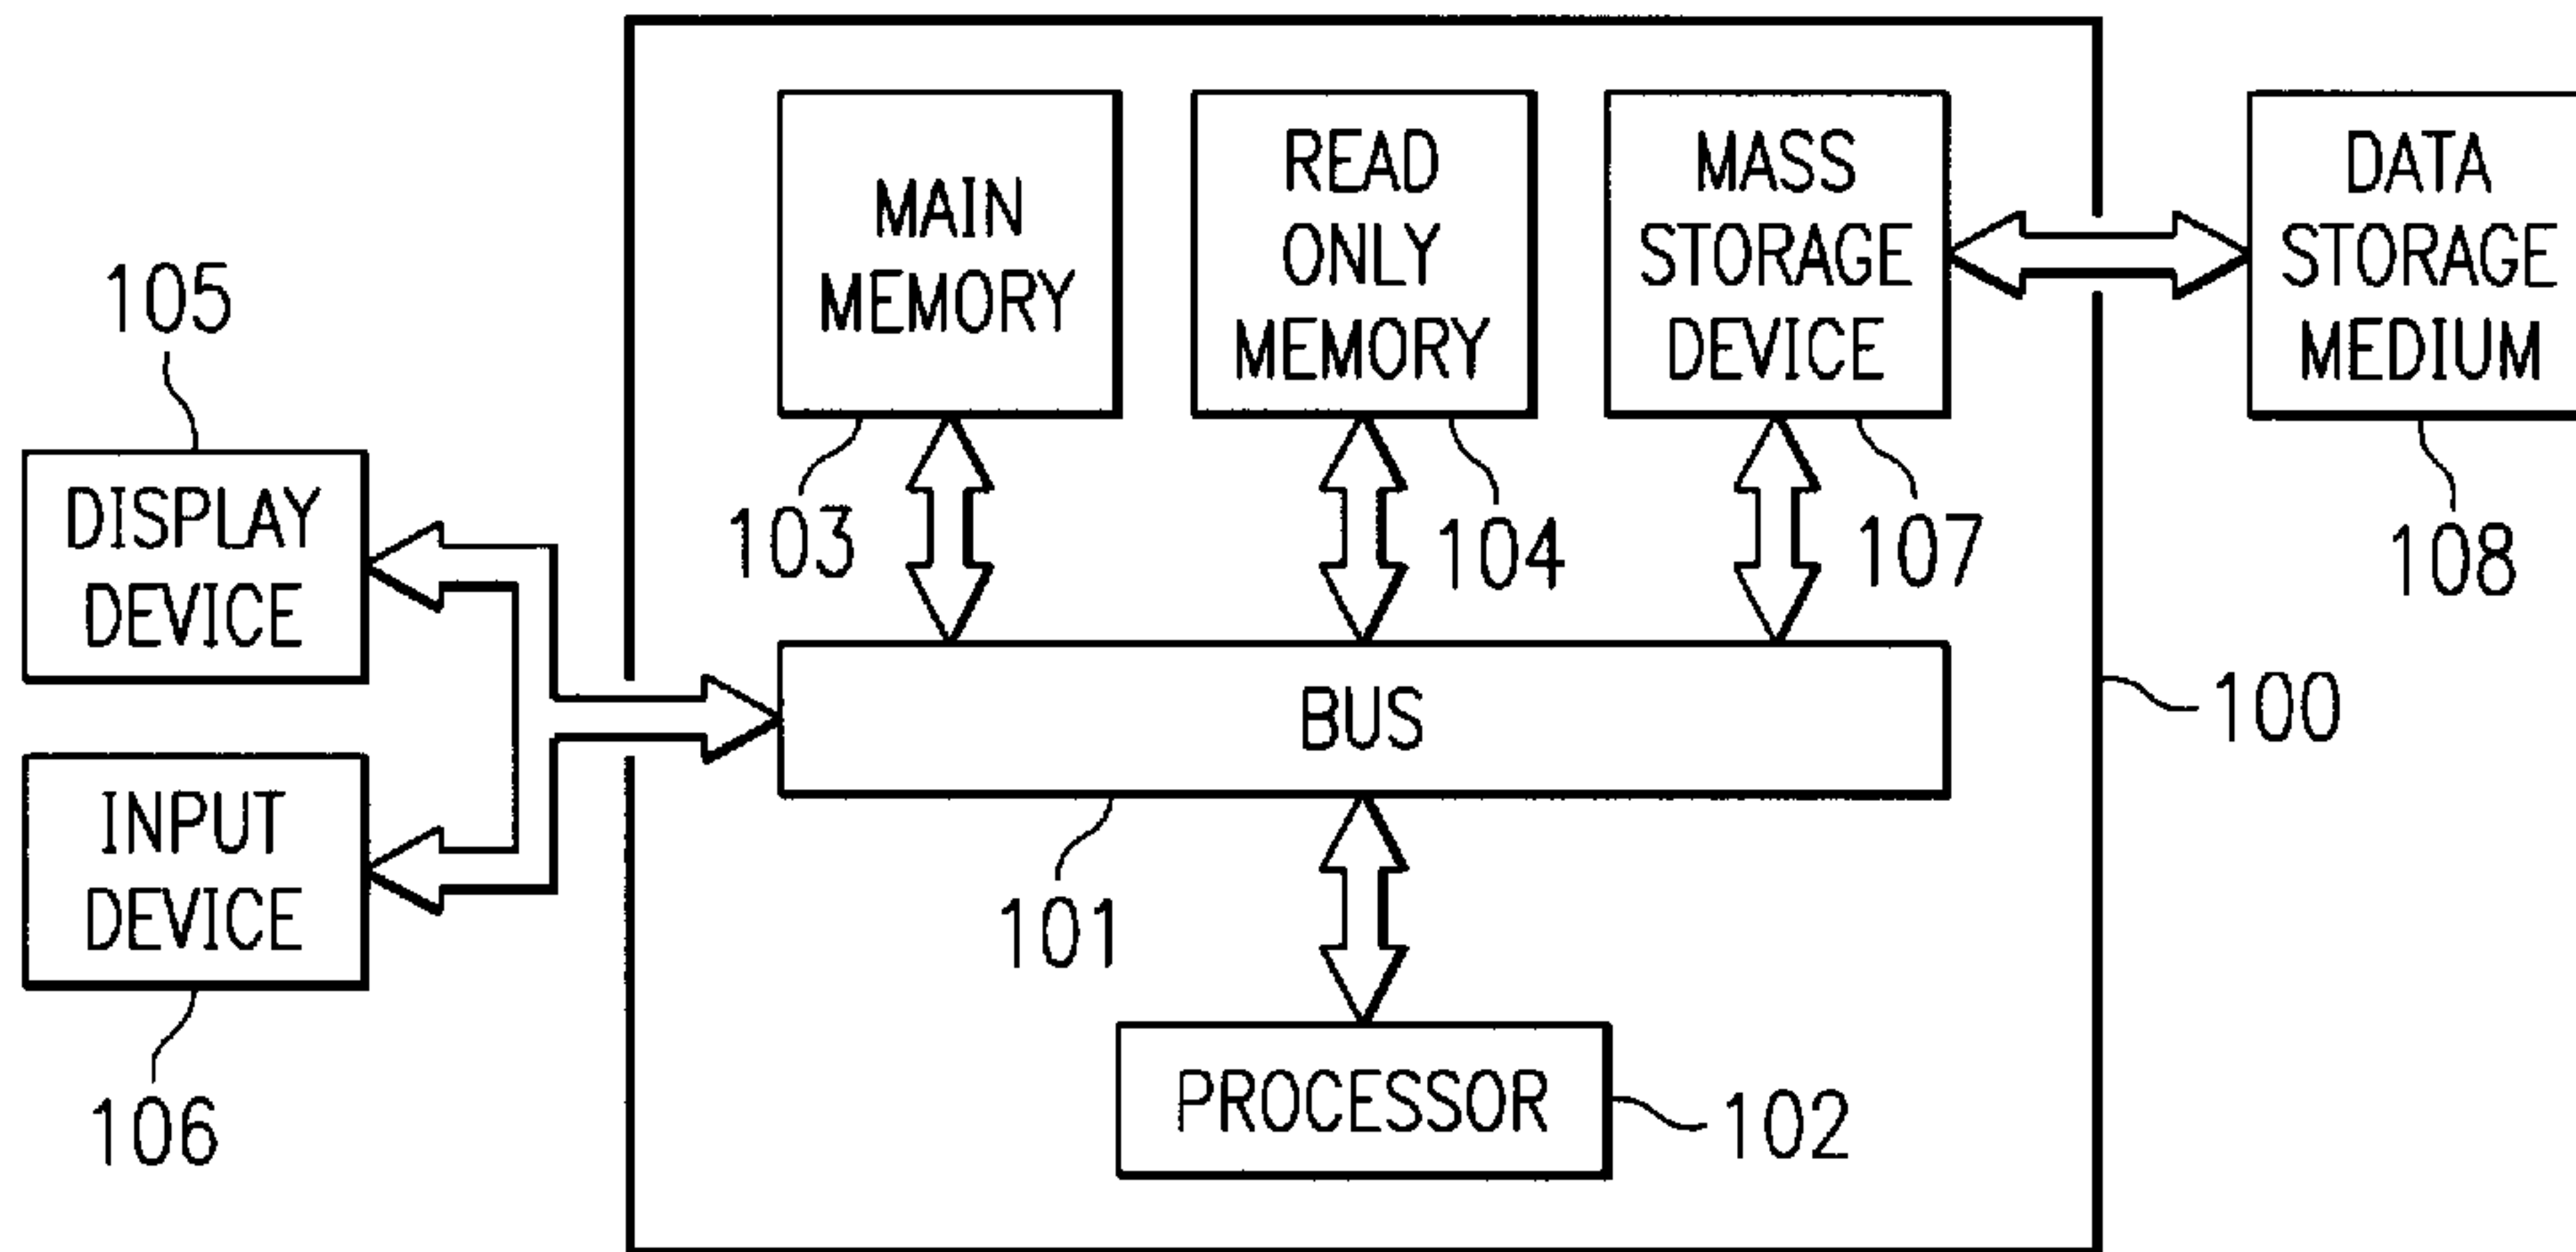 MAIN
MEMORY
103
READ
ONLY
MEMORY
104
MASS
STORAGE
DEVICE
107
DATA
STORAGE
MEDIUM
108
105
DISPLAY
DEVICE
INPUT
DEVICE
106
BUS
101
100
PROCESSOR
102